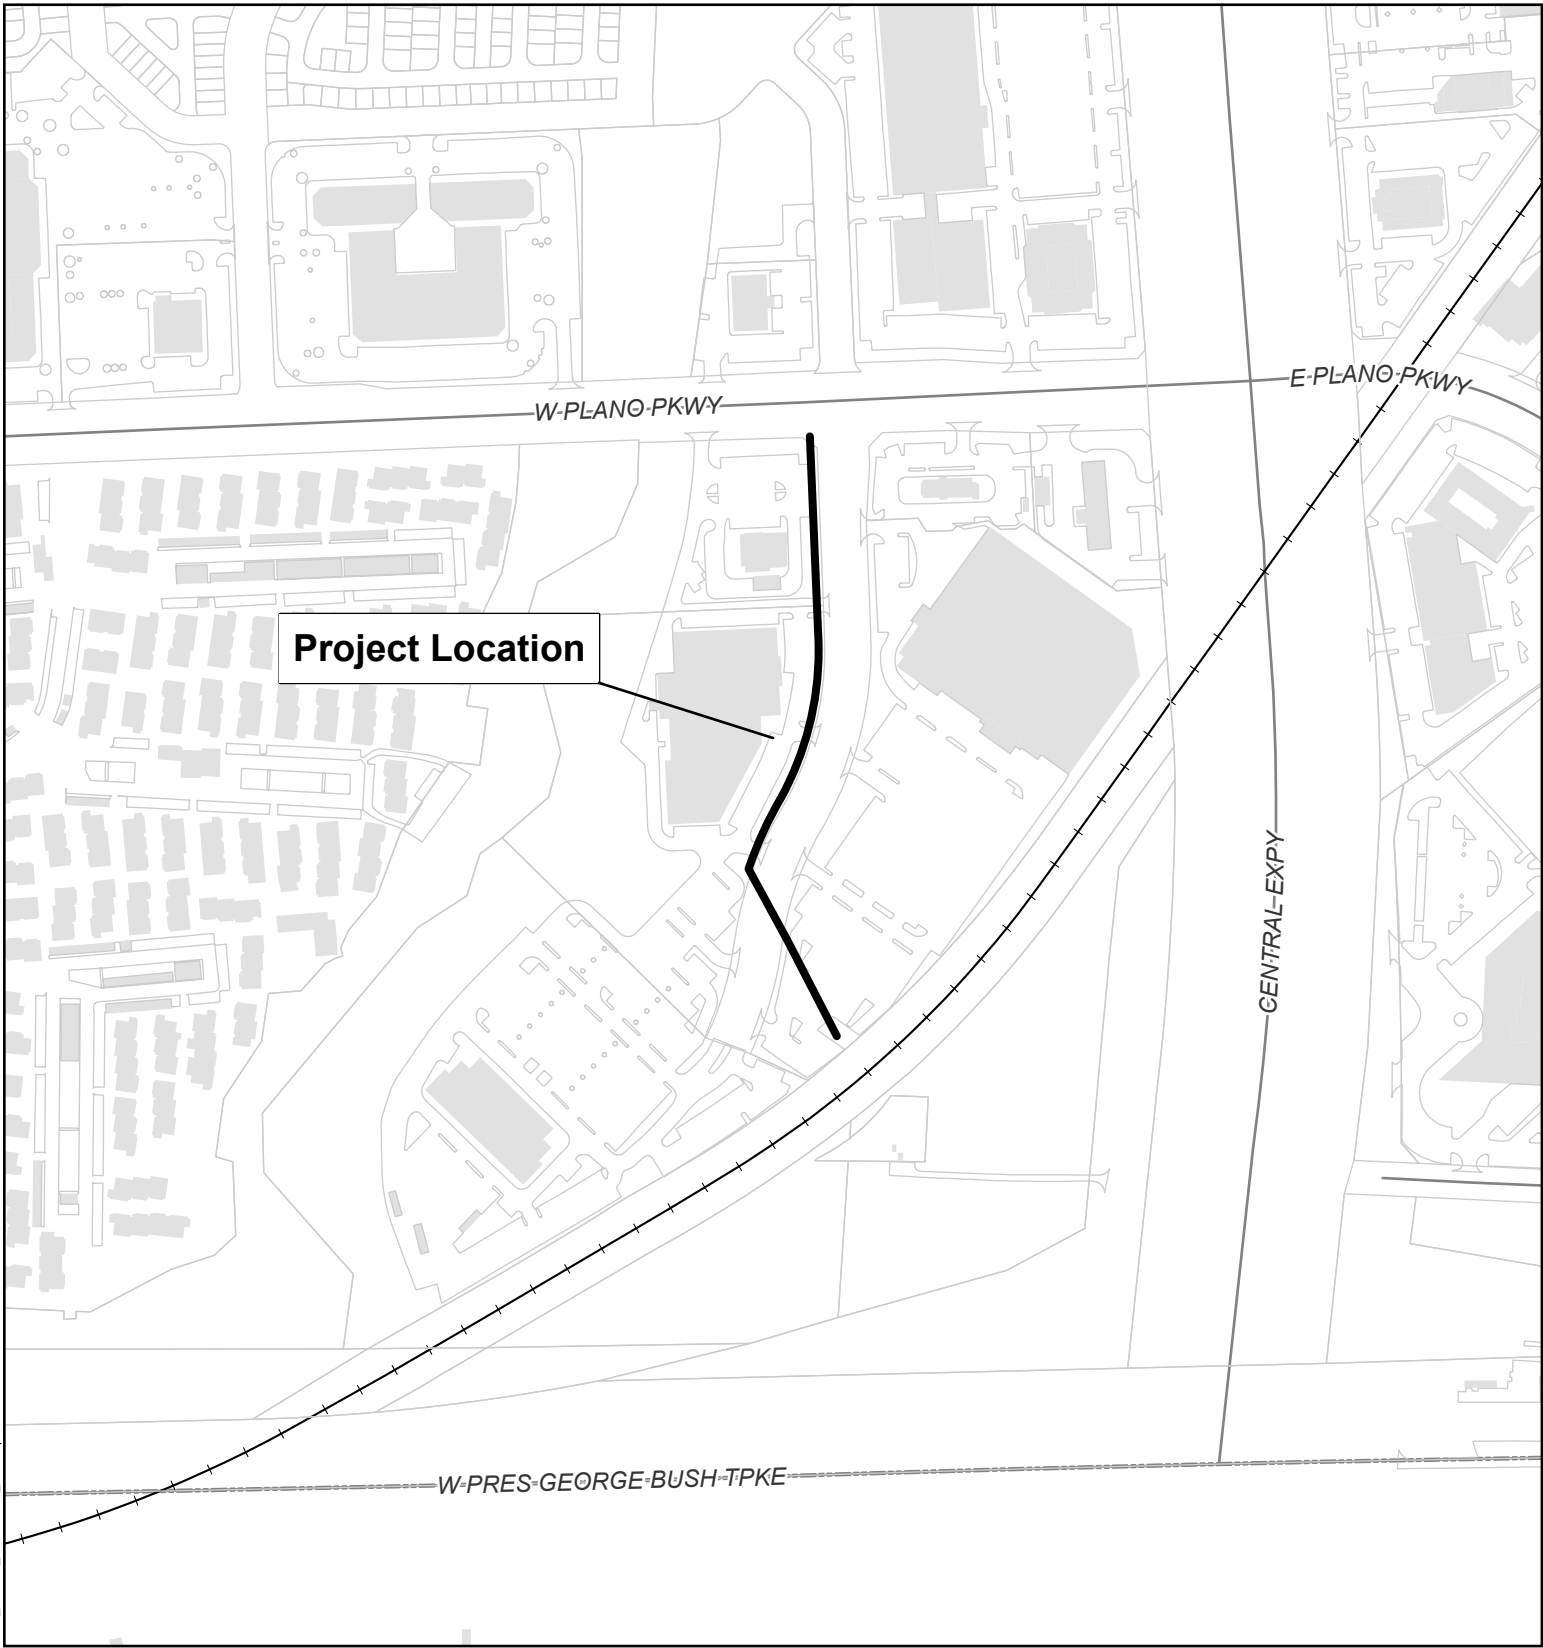 E PLANO PKWY
W PLANO PKWY
Project Location
CENTRAL EXPY
W PRES GEORGE BUSH TPKE